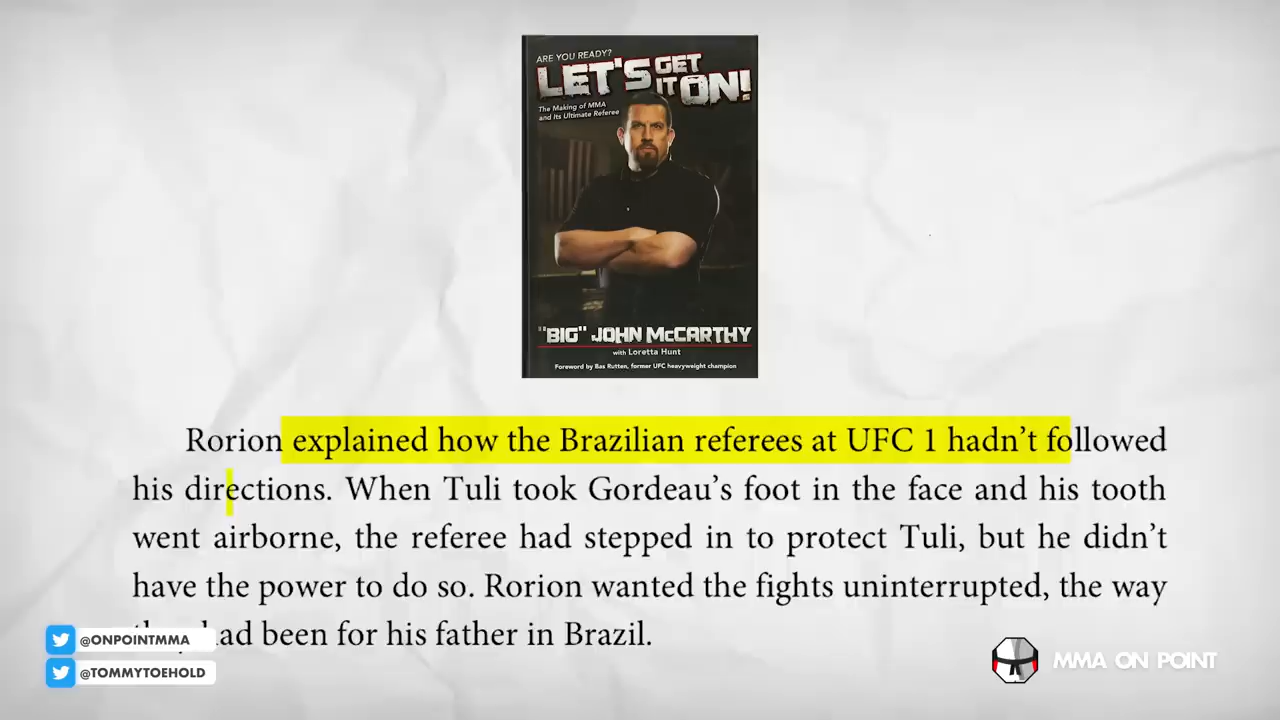 ARE YOU READY?
LET'S GET
IT ON!
The Making of MMA
and Its Ultimate Referee
"BIG" JOHN McCARTHY
with Loretta Hunt
Foreword by Bas Rutten, former UFC heavyweight champion
Rorion explained how the Brazilian referees at UFC 1 hadn't followed
his directions. When Tuli took Gordeau's foot in the face and his tooth
went airborne, the referee had stepped in to protect Tuli, but he didn't
have the power to do so. Rorion wanted the fights uninterrupted, the way
had been for his father in Brazil.
@ONPOINTMMA
@TOMMYTOEHOLD
MMA ON POINT